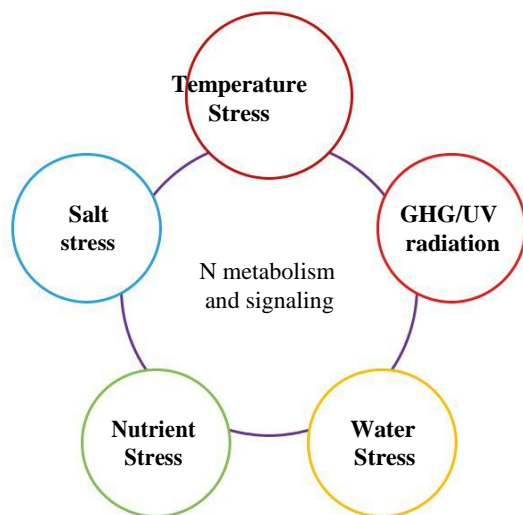 Temperature
Stress
Salt
stress
GHG/UV
radiation
N metabolism
and signaling
Nutrient
Stress
Water
Stress